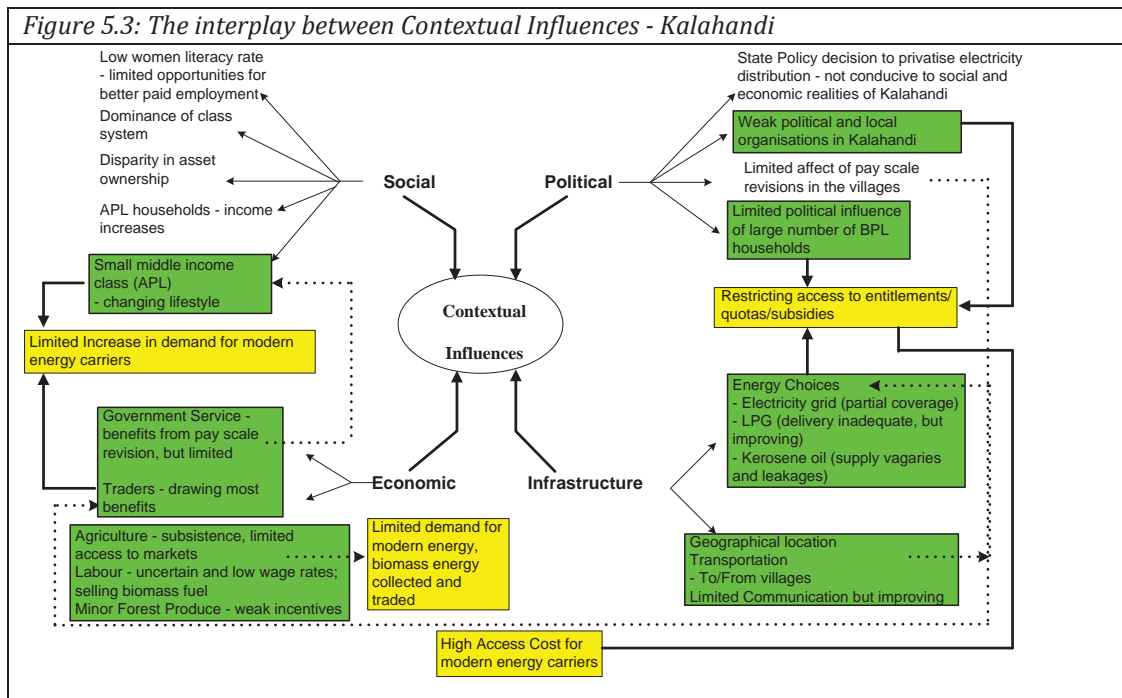 Figure 5.3: The interplay between Contextual Influences - Kalahandi
Low women literacy rate
- limited opportunities for
better paid employment
Dominance of class
system
Disparity in asset
ownership
APL households - income
increases
Small middle income
class (APL)
- changing lifestyle
Limited Increase in demand for modern
energy carriers
Social
Political
State Policy decision to privatise electricity
distribution - not conducive to social and
economic realities of Kalahandi
Weak political and local
organisations in Kalahandi
Limited affect of pay scale
revisions in the villages
Limited political influence
of large number of BPL
households
Restricting access to entitlements/
quotas/subsidies
Contextual
Influences
Government Service -
benefits from pay scale
revision, but limited
Traders - drawing most
benefits
Economic
Infrastructure
Energy Choices
- Electricity grid (partial coverage)
- LPG (delivery inadequate, but
improving)
- Kerosene oil (supply vagaries
and leakages)
Agriculture - subsistence, limited
access to markets
Labour - uncertain and low wage rates;
selling biomass fuel
Minor Forest Produce - weak incentives
Limited demand for
modern energy,
biomass energy
collected and
traded
Geographical location
Transportation
- To/From villages
Limited Communication but improving
High Access Cost for
modern energy carriers